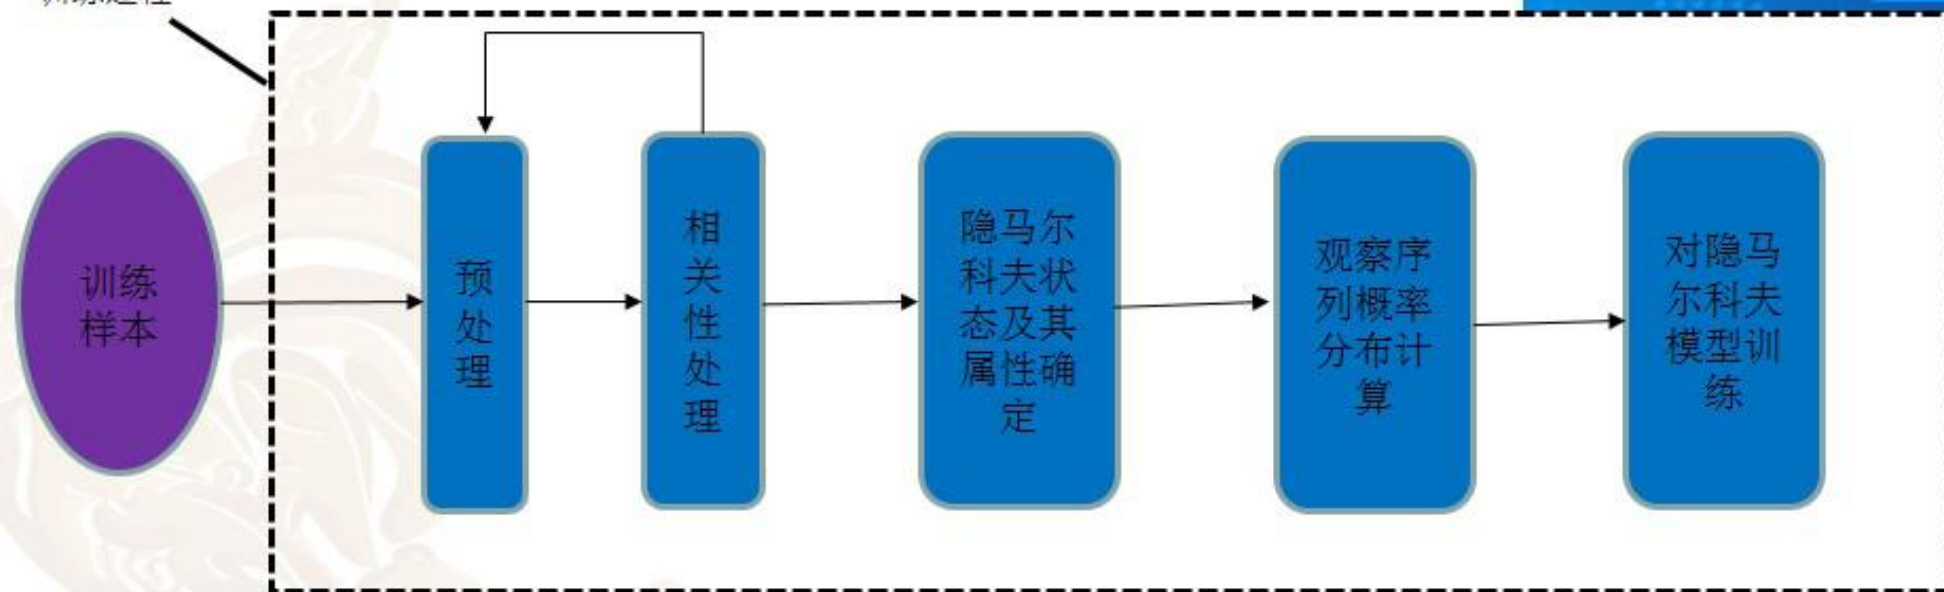 训练
样本
预
处
理
相
关
性
处
理
隐马尔
科夫状
态及其
属性确
定
观察序
列概率
分布计
算
对隐马
尔科夫
模型训
练